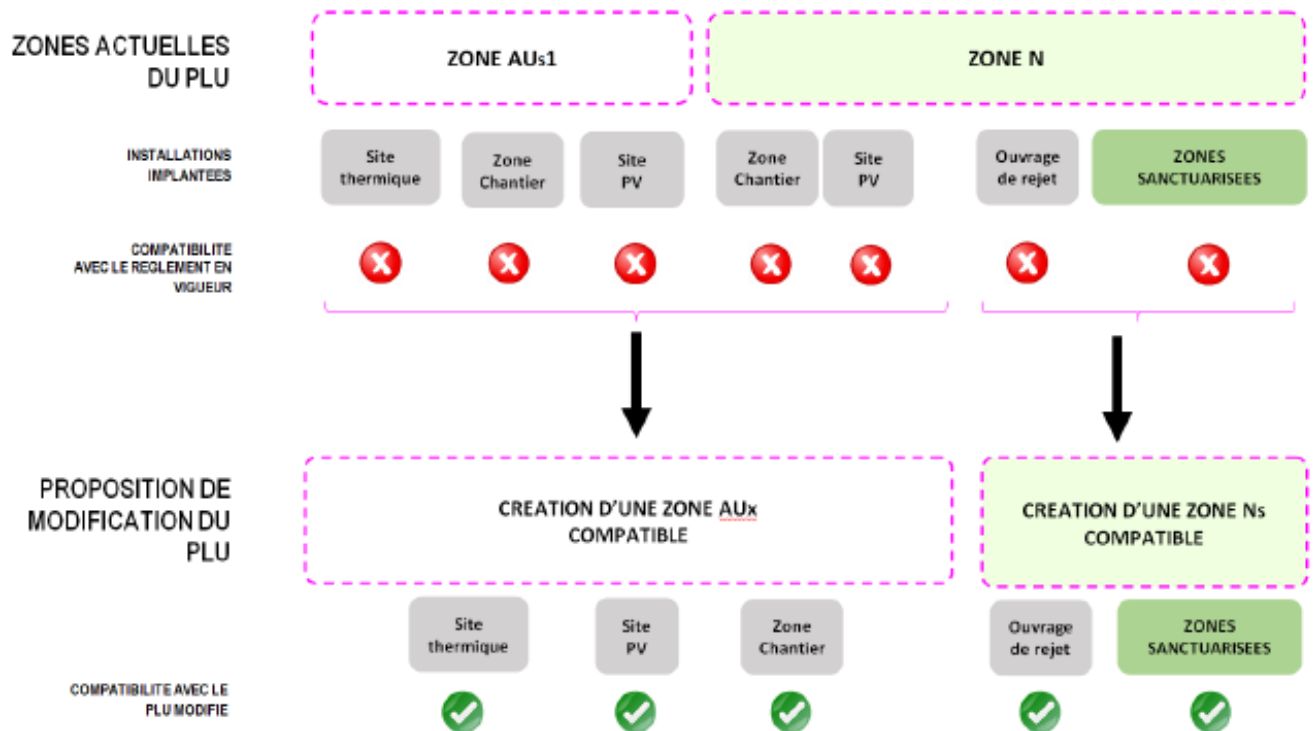 ZONES ACTUELLES
DU PLU
ZONE AUs1
ZONE N
INSTALLATIONS
IMPLANTEES
Site
thermique
Zone
Chantier
Site
PV
Zone
Chantier
Site
PV
Ouvrage
de rejet
ZONES
SANCTUARISEES
COMPATIBILITE
AVEC LE REGLEMENT EN
VIGUEUR
PROPOSITION DE
MODIFICATION DU
PLU
CREATION D'UNE ZONE AUx
COMPATIBLE
CREATION D'UNE ZONE Ns
COMPATIBLE
Site
thermique
Site
PV
Zone
Chantier
Ouvrage
de rejet
ZONES
SANCTUARISEES
COMPATIBILITE AVEC LE
PLU MODIFIE